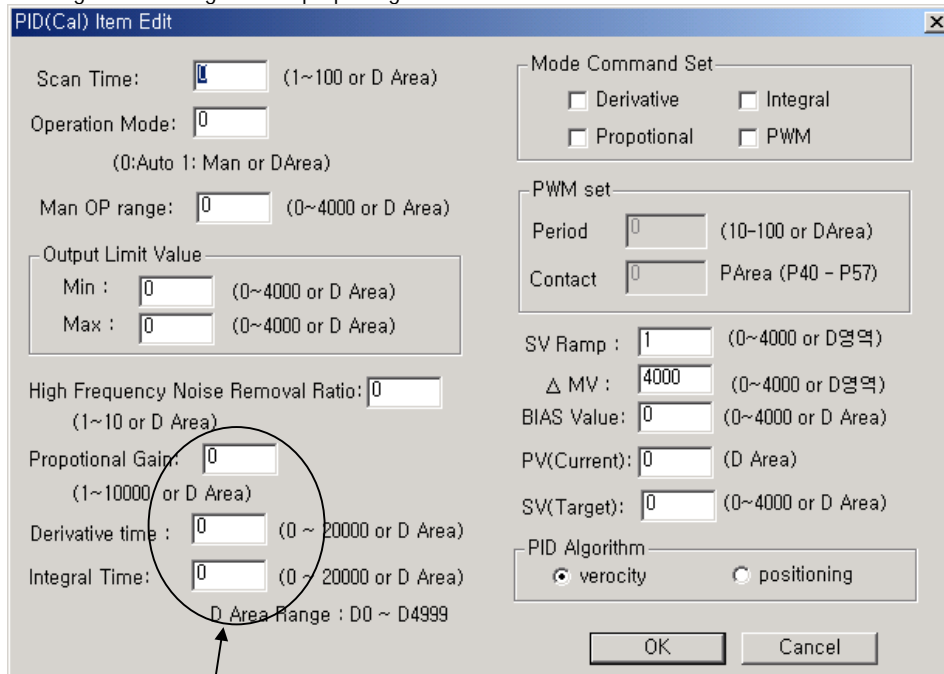 PID(Cal) Item Edit
Scan Time: 0 (1~100 or D Area)
Operation Mode: 0
(0:Auto 1: Man or DArea)
Man OP range: 0 (0~4000 or D Area)
Output Limit Value
Min : 0 (0~4000 or D Area)
Max : 0 (0~4000 or D Area)
High Frequency Noise Removal Ratio: 0
(1~10 or D Area)
Propotional Gain: 0
(1~10000 or D Area)
Derivative time : 0 (0 ~ 20000 or D Area)
Integral Time: 0 (0 ~ 20000 or D Area)
D Area Range : D0 ~ D4999
Mode Command Set
Derivative Integral
Propotional PWM
PWM set
Period 0 (10-100 or DArea)
Contact 0 PArea (P40 - P57)
SV Ramp : 1 (0~4000 or D영역)
△ MV : 4000 (0~4000 or D영역)
BIAS Value: 0 (0~4000 or D Area)
PV(Current): 0 (D Area)
SV(Target): 0 (0~4000 or D Area)
PID Algorithm
verocity positioning
OK Cancel